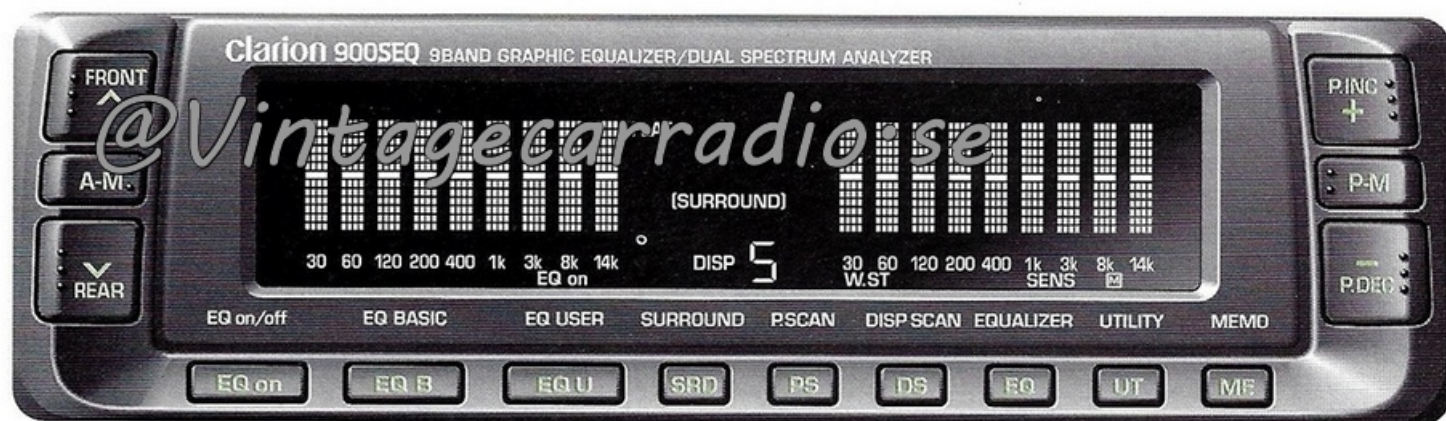 Clarion 900SEQ 9BAND GRAPHIC EQUALIZER/DUAL SPECTRUM ANALYZER
FRONT
P.INC
+
@Vintagecarradio.se
A-M
P-M
(SURROUND)
REAR
P.DEC
DISP 5
30 60 120 200 400 1k 3k 8k 14k
30 60 120 200 400 1k 3k 8k 14k
EQ on
W.ST
SENS
M
EQ on/off EQ BASIC EQ USER SURROUND P.SCAN DISP SCAN EQUALIZER UTILITY MEMO
EQ on EQ B EQ U SRD PS DS EQ UT ME